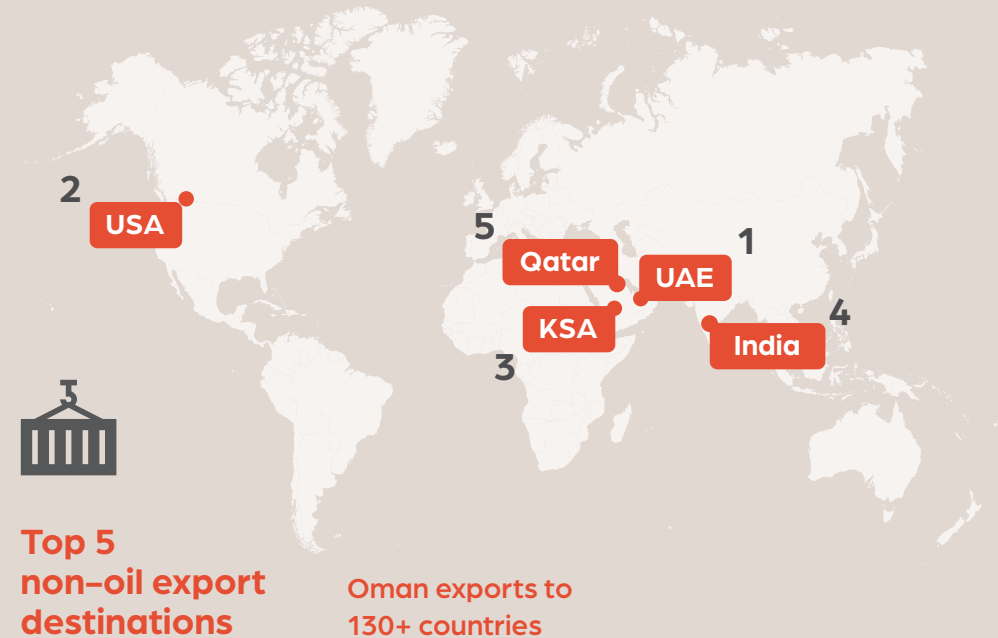 2
USA
5
Qatar
1
UAE
KSA
3
4
India
Top 5
non–oil export
destinations
Oman exports to
130+ countries